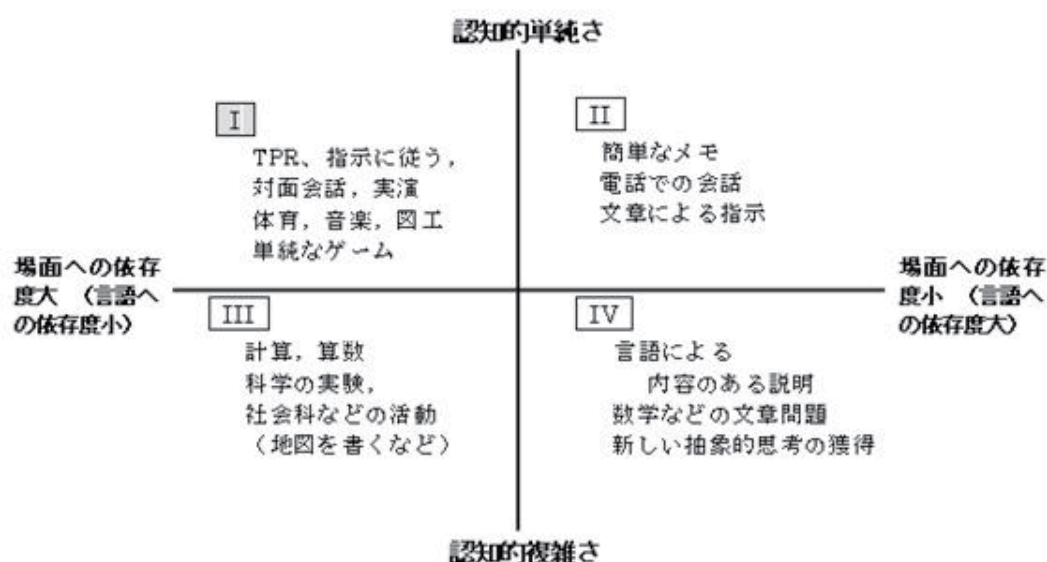 認知的単純さ
I
TPR、指示に従う,
対面会話, 実演
体育, 音楽, 図工
単純なゲーム
II
簡単なメモ
電話での会話
文章による指示
場面への依存
度大 （言語へ
の依存度小）
場面への依存
度小 （言語へ
の依存度大）
III
計算, 算数
科学の実験,
社会科などの活動
（地図を書くなど）
IV
言語による
内容のある説明
数学などの文章問題
新しい抽象的思考の獲得
認知的複雑さ